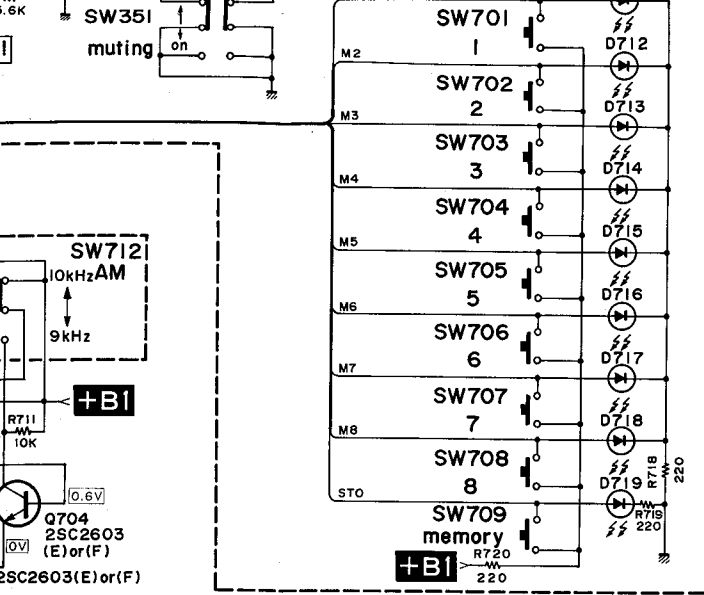 5.6K
SW351
muting
on
SW701
1
D712
M2
SW702
2
D713
M3
SW703
3
D714
M4
SW704
4
D715
M5
SW705
5
D716
M6
SW706
6
D717
M7
SW707
7
D718
M8
SW708
8
D719
R718
220
R719
220
STO
SW709
memory
+B1
R720
220
SW712
10kHz AM
9kHz
+B1
R711
10K
0.6V
Q704
2SC2603
(E)or(F)
0V
2SC2603(E)or(F)